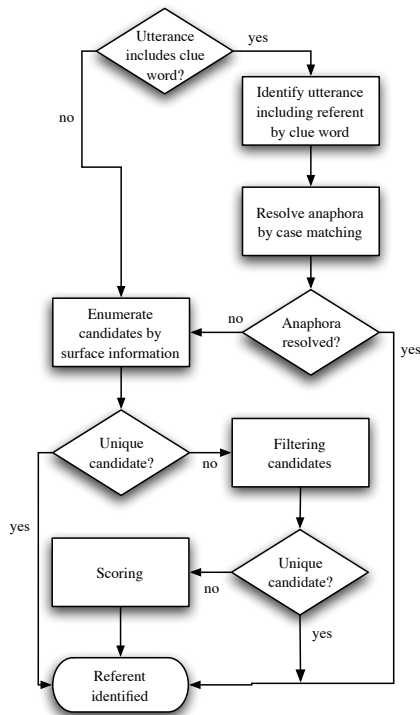 Utterance
includes clue
word?
yes
no
Identify utterance
including referent
by clue word
Resolve anaphora
by case matching
Enumerate
candidates by
surface information
no
Anaphora
resolved?
yes
Unique
candidate?
no
Filtering
candidates
yes
Scoring
no
Unique
candidate?
yes
Referent
identified